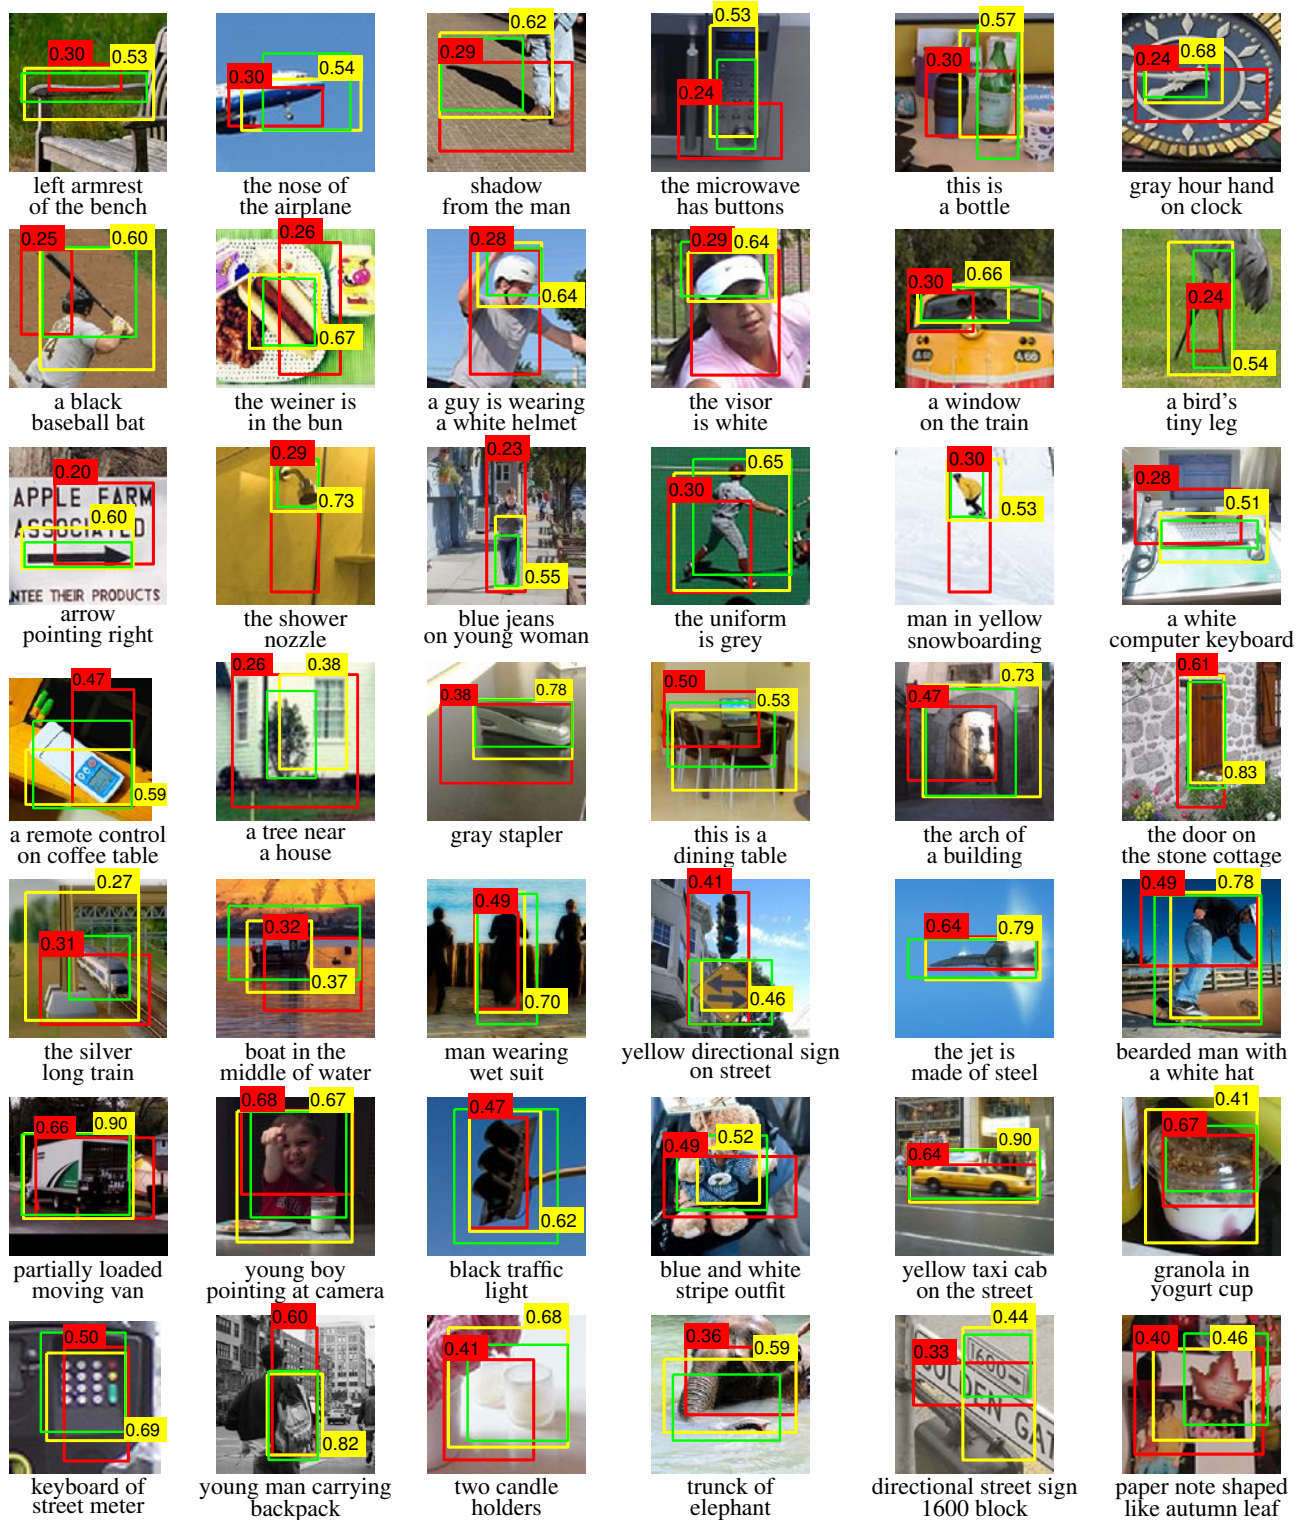 0.30 0.53
left armrest
of the bench
0.30 0.54
the nose of
the airplane
0.62
0.29
shadow
from the man
0.53
0.24
the microwave
has buttons
0.57
0.30
this is
a bottle
0.24 0.68
gray hour hand
on clock
0.25 0.60
4
a black
baseball bat
0.26
0.67
the weiner is
in the bun
0.28
0.64
a guy is wearing
a white helmet
0.29 0.64
the visor
is white
0.66
0.30
A60
a window
on the train
0.24
0.54
a bird's
tiny leg
0.20
APPLE FARM
0.60
ASSOCIATED
NTEE THEIR PRODUCTS
arrow
pointing right
0.29
0.73
the shower
nozzle
0.23
0.55
blue jeans
on young woman
0.65
0.30
the uniform
is grey
0.30
0.53
man in yellow
snowboarding
0.28
0.51
a white
computer keyboard
0.47
0.59
a remote control
on coffee table
0.26 0.38
a tree near
a house
0.38 0.78
gray stapler
0.50
0.53
this is a
dining table
0.73
0.47
the arch of
a building
0.61
0.83
the door on
the stone cottage
0.27
0.31
the silver
long train
0.32
0.37
boat in the
middle of water
0.49
0.70
man wearing
wet suit
0.41
0.46
yellow directional sign
on street
0.64 0.79
the jet is
made of steel
0.49 0.78
bearded man with
a white hat
0.66 0.90
partially loaded
moving van
0.68 0.67
young boy
pointing at camera
0.47
0.62
black traffic
light
0.52
0.49
blue and white
stripe outfit
0.90
0.64
yellow taxi cab
on the street
0.41
0.67
granola in
yogurt cup
0.50
0.69
keyboard of
street meter
0.60
0.82
young man carrying
backpack
0.68
0.41
two candle
holders
0.36
0.59
trunck of
elephant
0.44
0.33
1600
OLDEN GAT
directional street sign
1600 block
0.40 0.46
paper note shaped
like autumn leaf